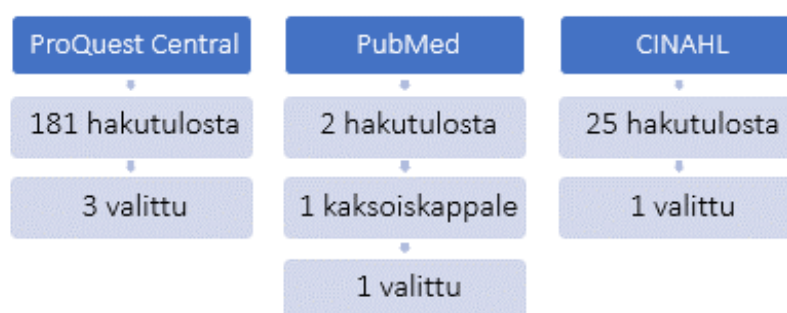 ProQuest Central
181 hakutulosta
3 valittu
PubMed
2 hakutulosta
1 kaksoiskappale
1 valittu
CINAHL
25 hakutulosta
1 valittu